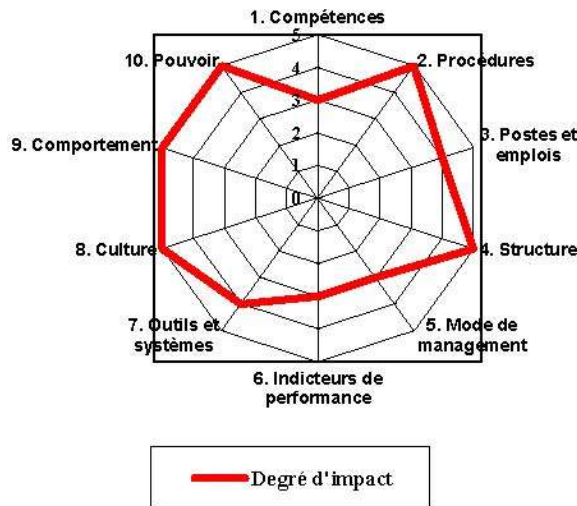 1. Compétences
5
4
3
2
1
0
2. Procédures
3. Postes et
emplois
4. Structure
5. Mode de
management
6. Indicteurs de
performance
7. Outils et
systèmes
8. Culture
9. Comportement
10. Pouvoir
Degré d'impact